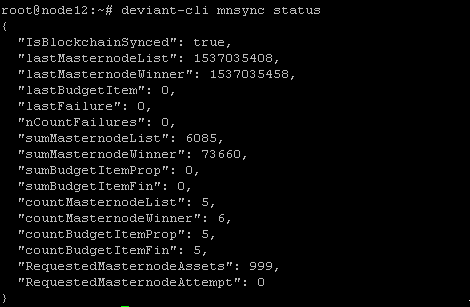 root@node12:~# deviant-cli mnsync status
{
  "IsBlockchainSynced": true,
  "lastMasternodeList": 1537035408,
  "lastMasternodeWinner": 1537035458,
  "lastBudgetItem": 0,
  "lastFailure": 0,
  "nCountFailures": 0,
  "sumMasternodeList": 6085,
  "sumMasternodeWinner": 73660,
  "sumBudgetItemProp": 0,
  "sumBudgetItemFin": 0,
  "countMasternodeList": 5,
  "countMasternodeWinner": 6,
  "countBudgetItemProp": 5,
  "countBudgetItemFin": 5,
  "RequestedMasternodeAssets": 999,
  "RequestedMasternodeAttempt": 0
}